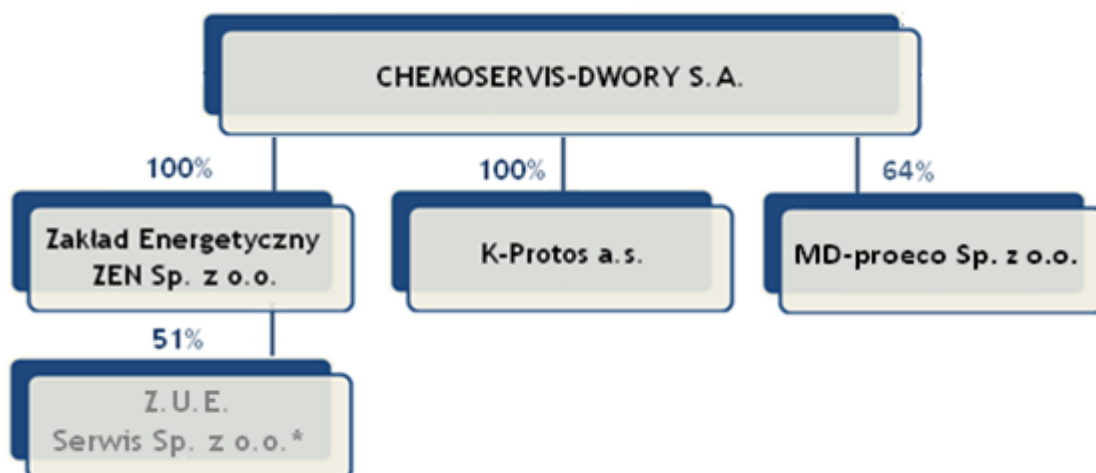 CHEMOSERVIS-DWORY S.A.
100%
100%
64%
Zakład Energetyczny
ZEN Sp. z o.o.
K-Protos a.s.
MD-proeco Sp. z o.o.
51%
Z.U.E.
Serwis Sp. z o.o.*